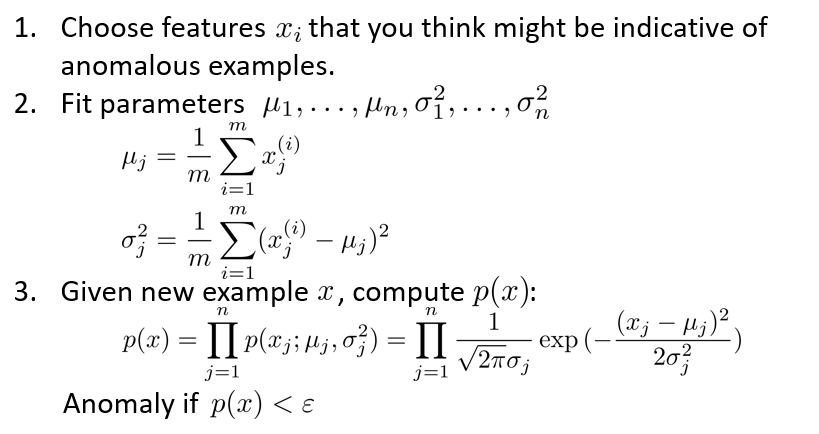 1. Choose features $x_i$ that you think might be indicative of
anomalous examples.
2. Fit parameters $\mu_1, \ldots, \mu_n, \sigma_1^2, \ldots, \sigma_n^2$
$\mu_j = \frac{1}{m} \sum_{i=1}^{m} x_j^{(i)}$
$\sigma_j^2 = \frac{1}{m} \sum_{i=1}^{m} (x_j^{(i)} - \mu_j)^2$
3. Given new example $x$, compute $p(x)$:
$p(x) = \prod_{j=1}^{n} p(x_j; \mu_j, \sigma_j^2) = \prod_{j=1}^{n} \frac{1}{\sqrt{2\pi}\sigma_j} \exp(-\frac{(x_j - \mu_j)^2}{2\sigma_j^2})$
Anomaly if $p(x) < \varepsilon$